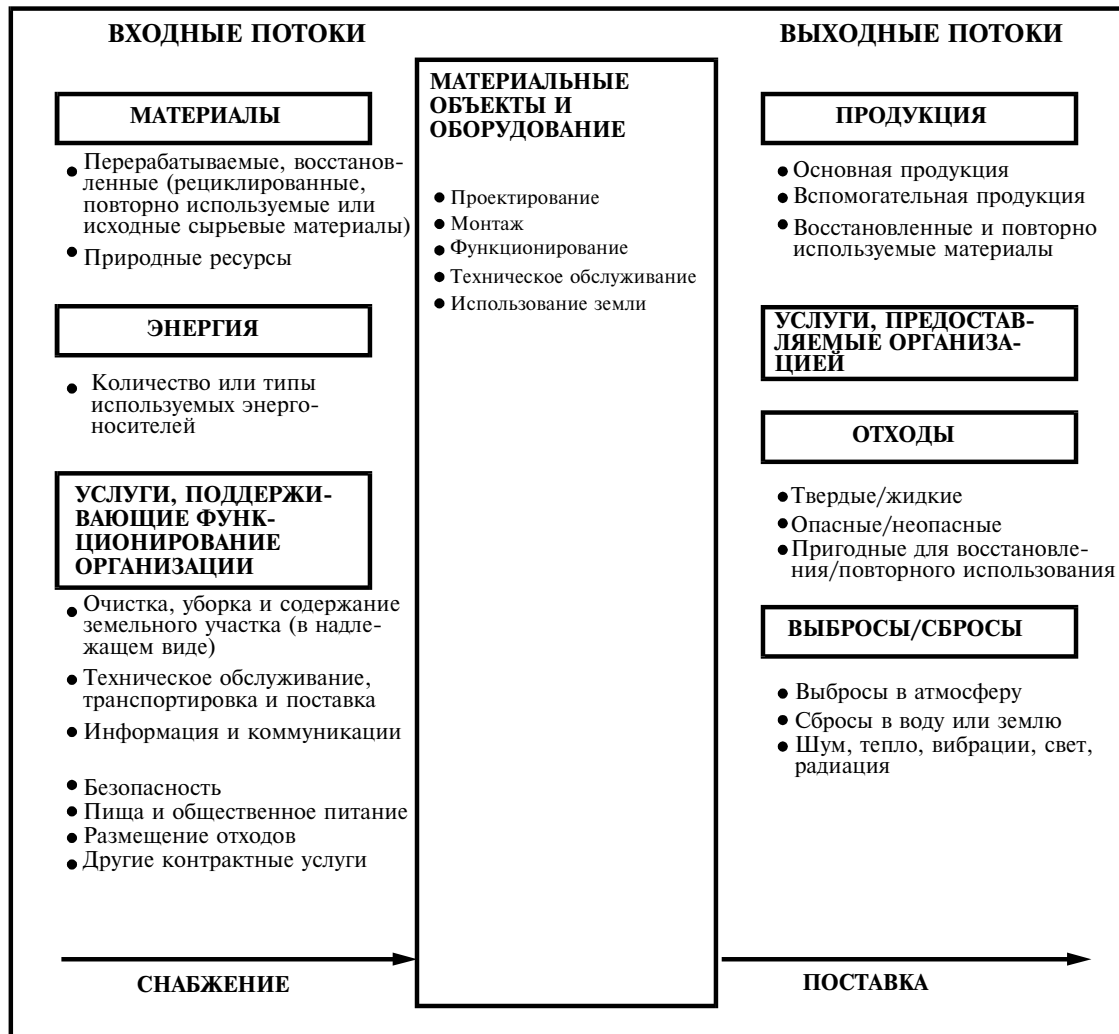 ВХОДНЫЕ ПОТОКИ
МАТЕРИАЛЫ
Перерабатываемые, восстанов-
ленные (рециклированные,
повторно используемые или
исходные сырьевые материалы)
Природные ресурсы
ЭНЕРГИЯ
Количество или типы
используемых энерго-
носителей
УСЛУГИ, ПОДДЕРЖИ-
ВАЮЩИЕ ФУНК-
ЦИОНИРОВАНИЕ
ОРГАНИЗАЦИИ
Очистка, уборка и содержание
земельного участка (в надле-
жащем виде)
Техническое обслуживание,
транспортировка и поставка
Информация и коммуникации
Безопасность
Пища и общественное питание
Размещение отходов
Другие контрактные услуги
СНАБЖЕНИЕ
МАТЕРИАЛЬНЫЕ
ОБЪЕКТЫ И
ОБОРУДОВАНИЕ
Проектирование
Монтаж
Функционирование
Техническое обслуживание
Использование земли
ВЫХОДНЫЕ ПОТОКИ
ПРОДУКЦИЯ
Основная продукция
Вспомогательная продукция
Восстановленные и повторно
используемые материалы
УСЛУГИ, ПРЕДОСТАВ-
ЛЯЕМЫЕ ОРГАНИЗА-
ЦИЕЙ
ОТХОДЫ
Твердые/жидкие
Опасные/неопасные
Пригодные для восстановле-
ния/повторного использования
ВЫБРОСЫ/СБРОСЫ
Выбросы в атмосферу
Сбросы в воду или землю
Шум, тепло, вибрации, свет,
радиация
ПОСТАВКА